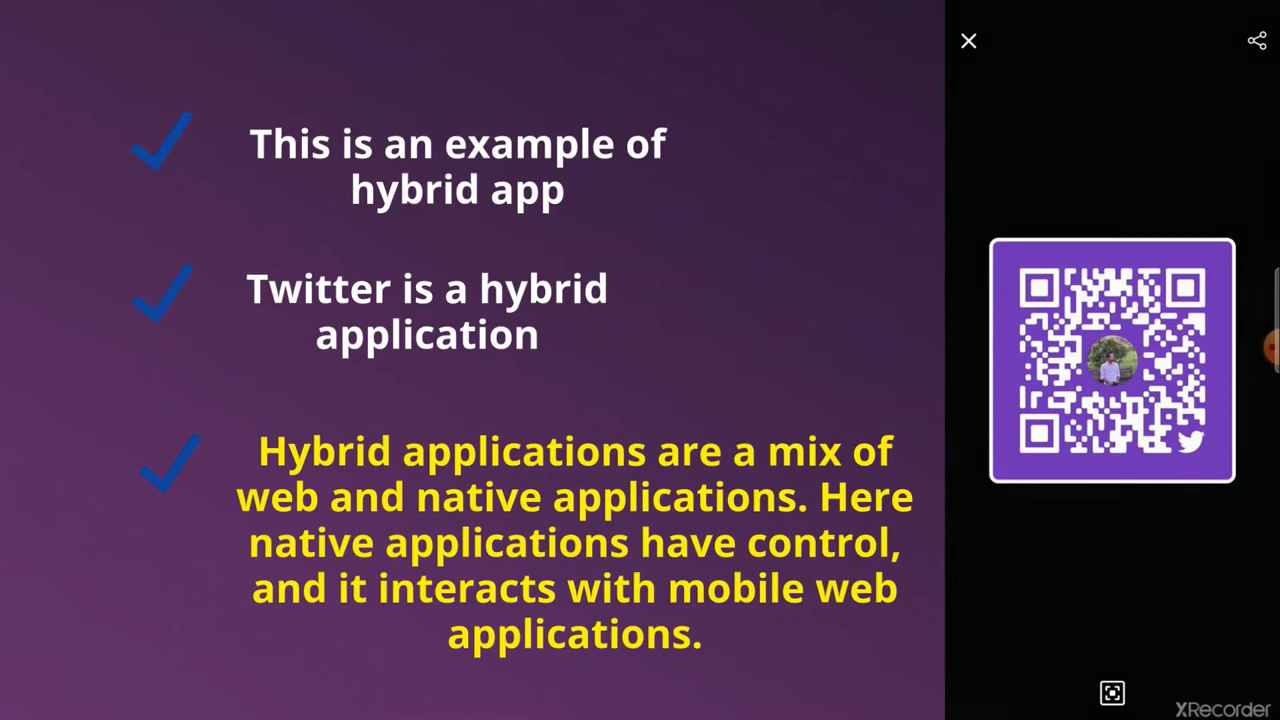 This is an example of
hybrid app
Twitter is a hybrid
application
Hybrid applications are a mix of
web and native applications. Here
native applications have control,
and it interacts with mobile web
applications.
XRecorder